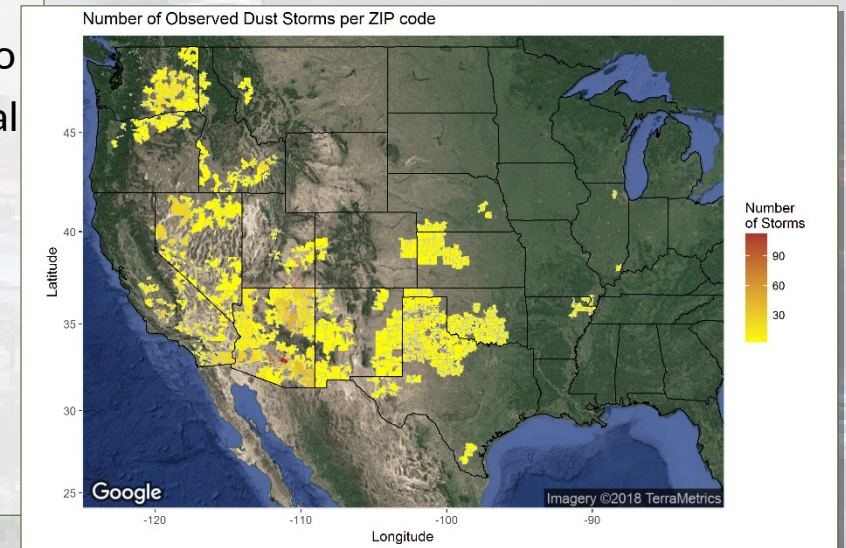 o
al
Number of Observed Dust Storms per ZIP code
Latitude
45
40
35
30
25
Google
Imagery ©2018 TerraMetrics
-120
-110
-100
-90
Longitude
Number
of Storms
90
60
30